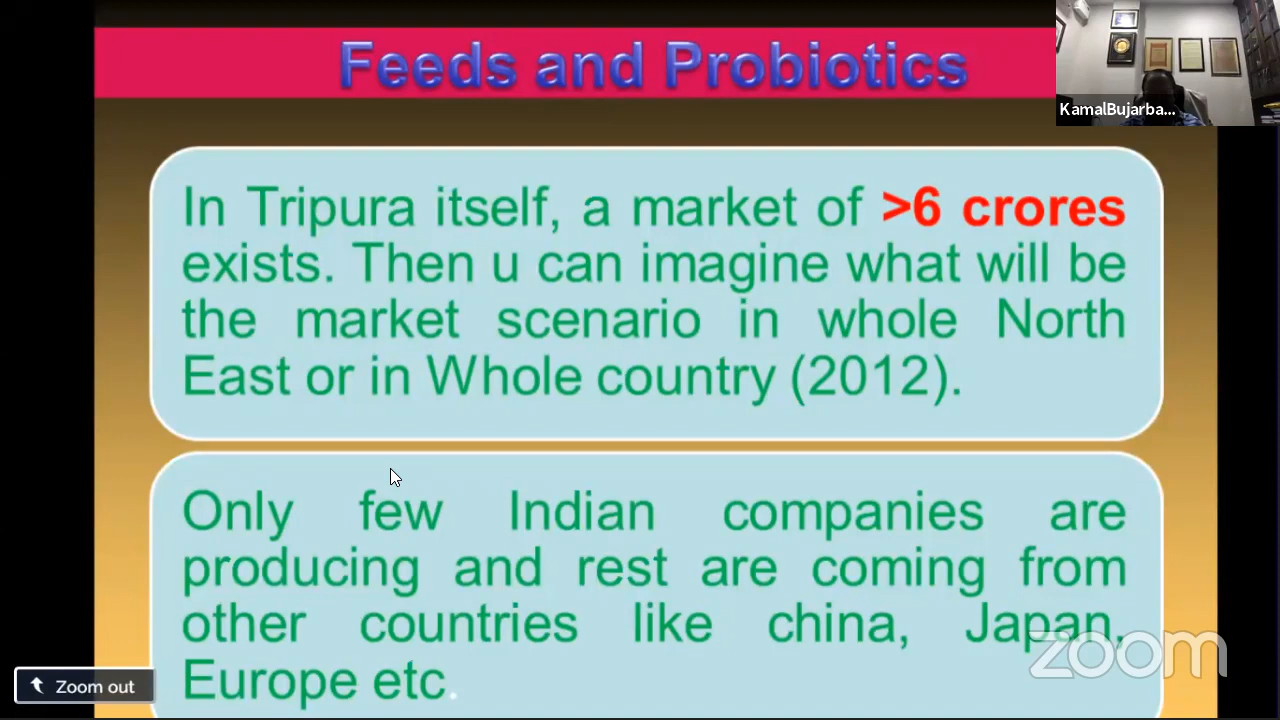 Feeds and Probiotics
KamalBujarba...
In Tripura itself, a market of >6 crores
exists. Then u can imagine what will be
the market scenario in whole North
East or in Whole country (2012).
Only few Indian companies are
producing and rest are coming from
other countries like china, Japan,
Europe etc.
zoom
Zoom out